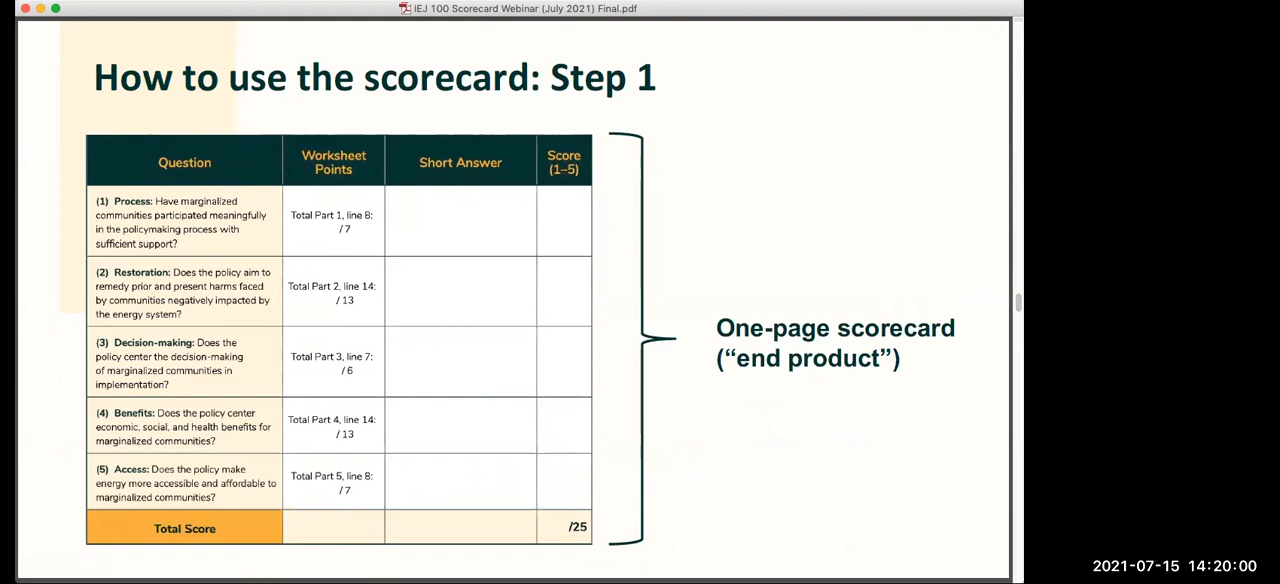 IEJ 100 Scorecard Webinar (July 2021) Final.pdf
How to use the scorecard: Step 1
Question
Worksheet
Points
Short Answer
Score
(1–5)
(1) Process: Have marginalized
communities participated meaningfully
in the policymaking process with
sufficient support?
Total Part 1, line 8:
/ 7
(2) Restoration: Does the policy aim to
remedy prior and present harms faced
by communities negatively impacted by
the energy system?
Total Part 2, line 14:
/ 13
(3) Decision-making: Does the
policy center the decision-making
of marginalized communities in
implementation?
Total Part 3, line 7:
/ 6
(4) Benefits: Does the policy center
economic, social, and health benefits for
marginalized communities?
Total Part 4, line 14:
/ 13
(5) Access: Does the policy make
energy more accessible and affordable to
marginalized communities?
Total Part 5, line 8:
/ 7
Total Score
/25
One-page scorecard
(“end product”)
2021-07-15 14:20:00